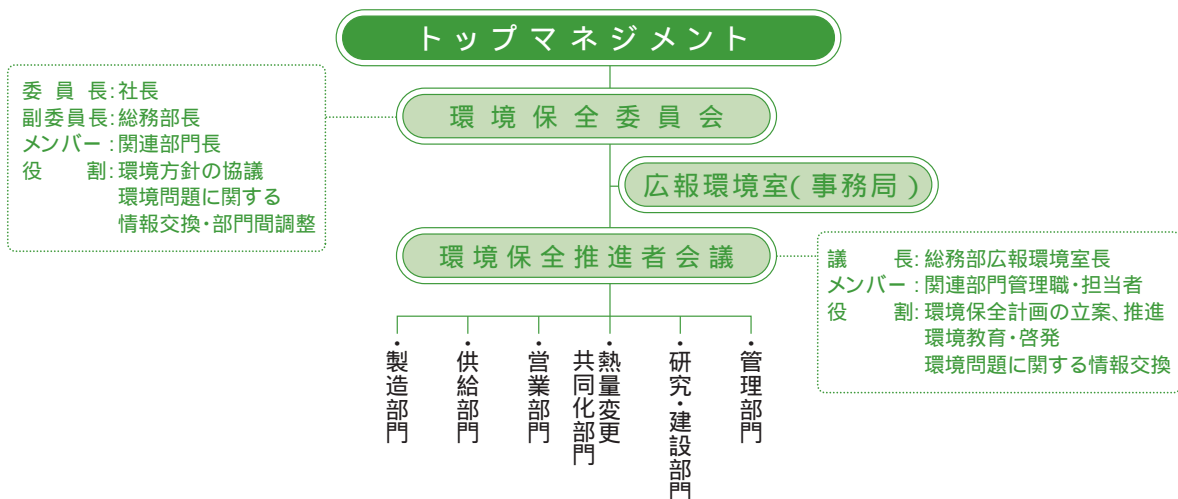 トップマネジメント
委員長:社長
副委員長:総務部長
メンバー:関連部門長
役割:環境方針の協議
環境問題に関する
情報交換・部門間調整
環境保全委員会
広報環境室(事務局)
環境保全推進者会議
議長:総務部広報環境室長
メンバー:関連部門管理職・担当者
役割:環境保全計画の立案、推進
環境教育・啓発
環境問題に関する情報交換
・製造部門
・供給部門
・営業部門
・熱量変更
共同化部門
・研究・建設部門
・管理部門